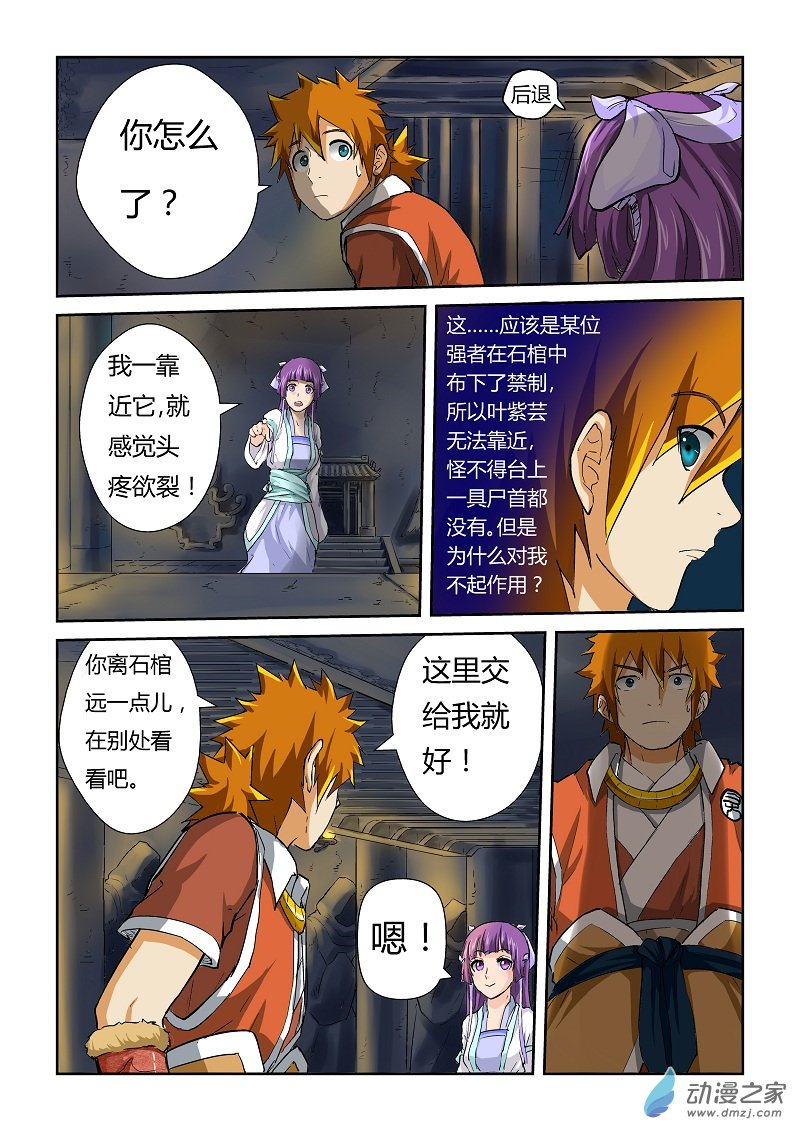 你怎么
了？
后退
我一靠
近它,就
感觉头
疼欲裂！
这……应该是某位
强者在石棺中
布下了禁制，
所以叶紫芸
无法靠近，
怪不得台上
一具尸首都
没有。但是
为什么对我
不起作用？
你离石棺
远一点儿，
在别处看
看吧。
这里交
给我就
好！
嗯！
动漫之家
www.dmzj.com